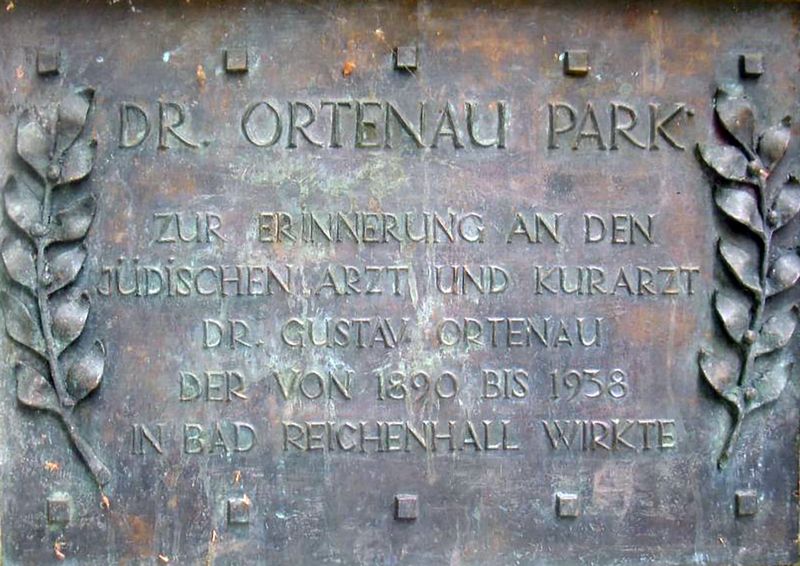 DR. ORTENAU PARK
ZUR ERINNERUNG AN DEN
JÜDISCHEN ARZT UND KURARZT
DR. GUSTAV ORTENAU
DER VON 1890 BIS 1938
IN BAD REICHENHALL WIRKTE